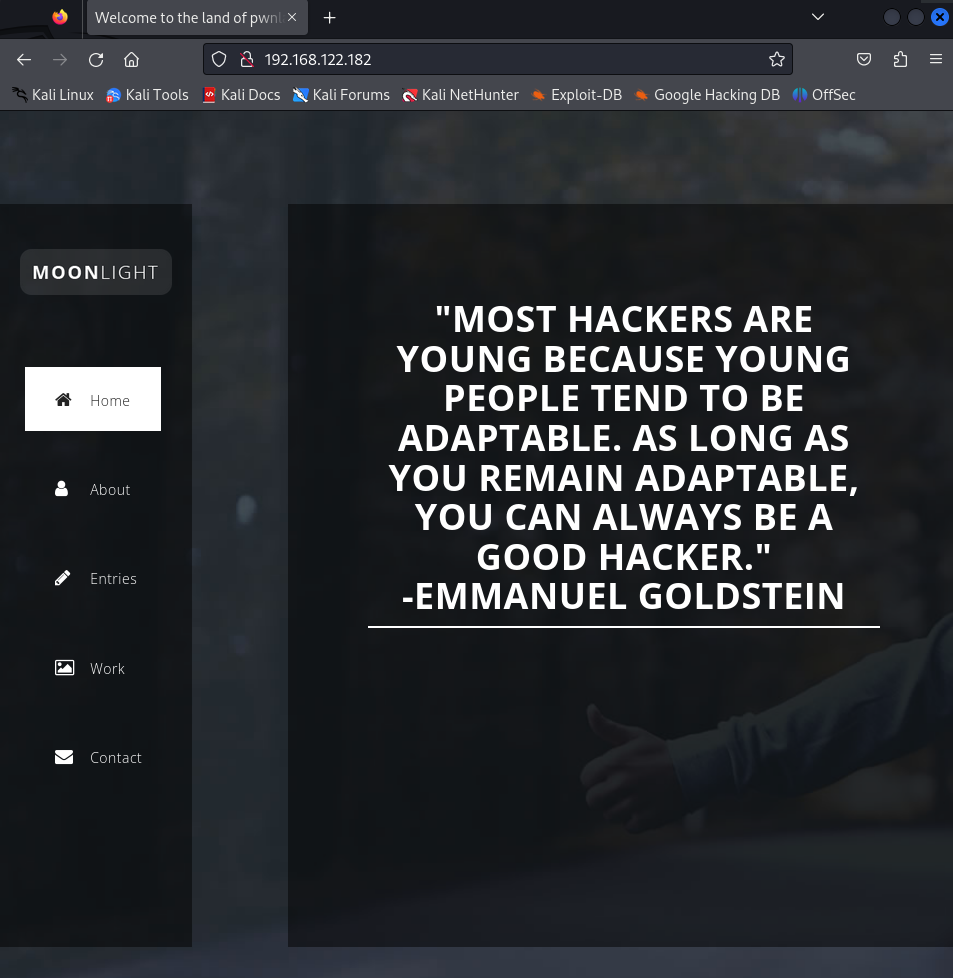 Welcome to the land of pwnl
192.168.122.182
Kali Linux Kali Tools Kali Docs Kali Forums Kali NetHunter Exploit-DB Google Hacking DB OffSec
MOONLIGHT
Home
About
Entries
Work
Contact
"MOST HACKERS ARE
YOUNG BECAUSE YOUNG
PEOPLE TEND TO BE
ADAPTABLE. AS LONG AS
YOU REMAIN ADAPTABLE,
YOU CAN ALWAYS BE A
GOOD HACKER."
-EMMANUEL GOLDSTEIN